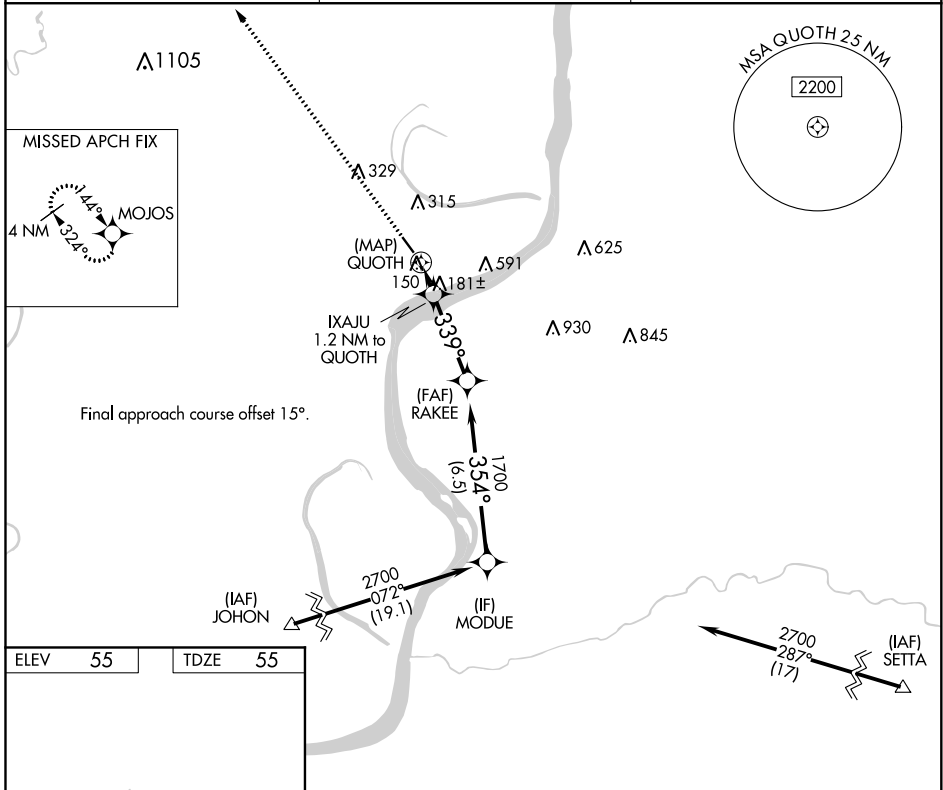 1105
MSA QUOTH 25 NM
2200
MISSED APCH FIX
144°
MOJOS
4 NM
324°
329
315
(MAP)
QUOTH
591
625
150
181±
IXAJU
1.2 NM to
QUOTH
339°
930
845
(FAF)
RAKEE
Final approach course offset 15°.
1700
354°
(6.5)
2700
072°
(19.1)
(IAF)
JOHON
(IF)
MODUE
2700
287°
(17)
(IAF)
SETTA
ELEV 55
TDZE 55